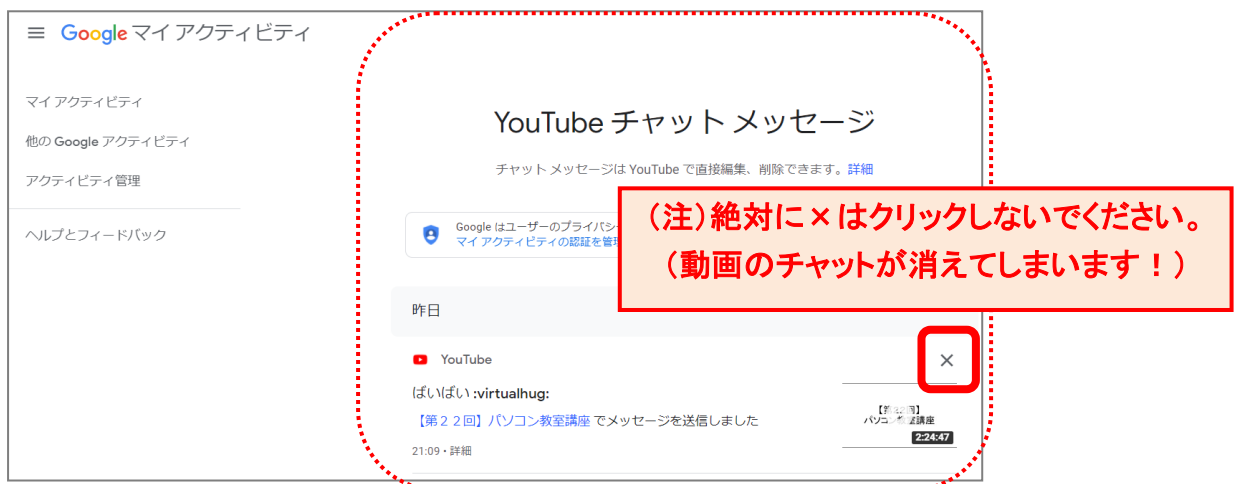 Google マイ アクティビティ
マイ アクティビティ
他の Google アクティビティ
アクティビティ管理
ヘルプとフィードバック
YouTube チャット メッセージ
チャット メッセージは YouTube で直接編集、削除できます。詳細
Google はユーザーのプライバシ
マイ アクティビティの認証を管
(注)絶対に×はクリックしないでください。
(動画のチャットが消えてしまいます!)
昨日
YouTube
ばいばい :virtualhug:
【第22回】パソコン教室講座 でメッセージを送信しました
21:09・詳細
【第22回】
パソコン教室講座
2:24:47